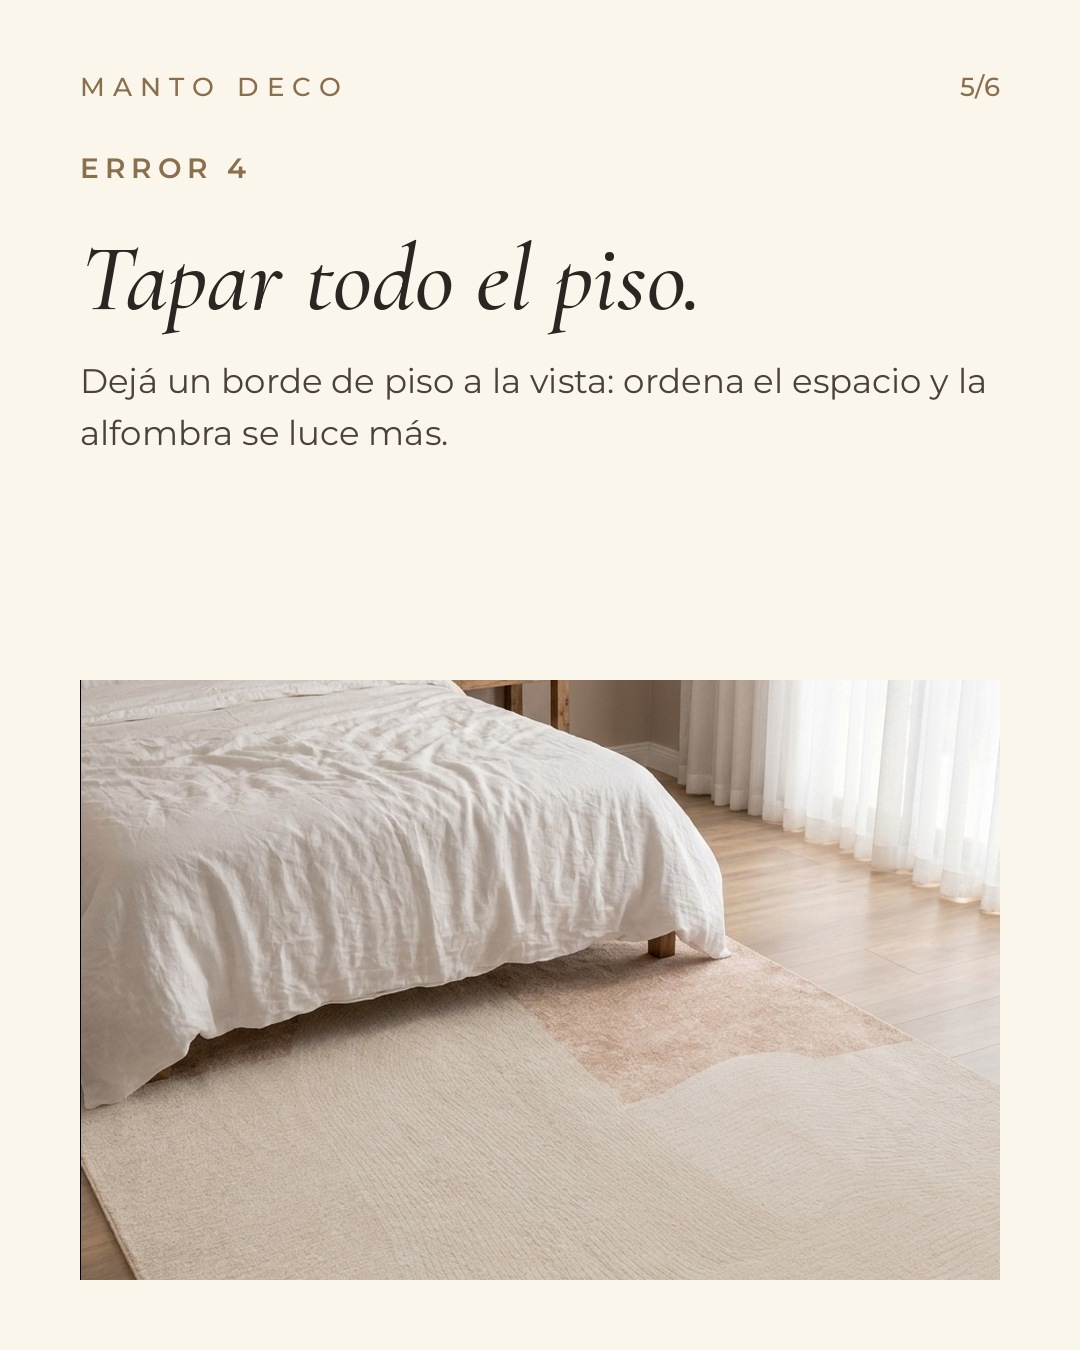 MANTO DECO
5/6
ERROR 4
Tapar todo el piso.
Dejá un borde de piso a la vista: ordena el espacio y la
alfombra se luce más.